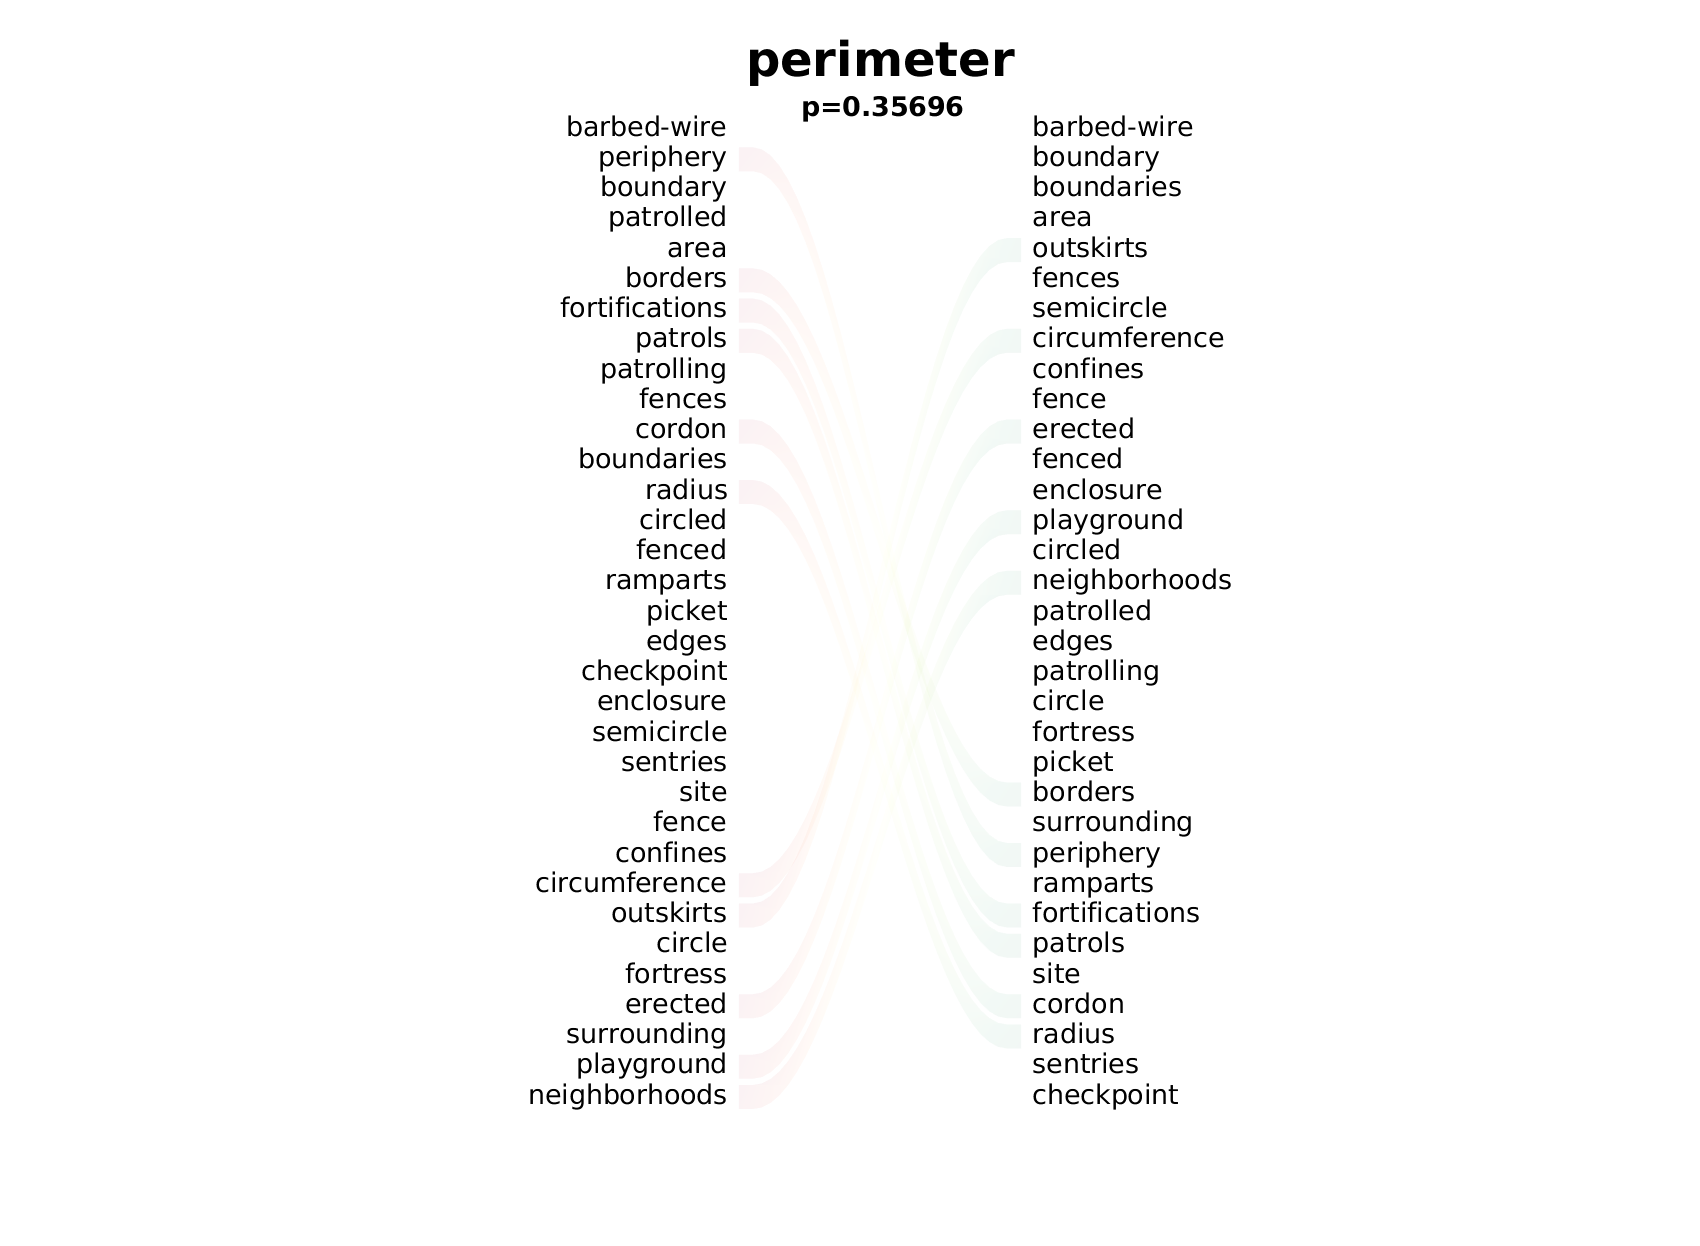 perimeter
p=0.35696
barbed-wire barbed-wire
periphery boundary
boundary boundaries
patrolled area
area outskirts
borders fences
fortifications semicircle
patrols circumference
patrolling confines
fences fence
cordon erected
boundaries fenced
radius enclosure
circled playground
fenced circled
ramparts neighborhoods
picket patrolled
edges edges
checkpoint patrolling
enclosure circle
semicircle fortress
sentries picket
site borders
fence surrounding
confines periphery
circumference ramparts
outskirts fortifications
circle patrols
fortress site
erected cordon
surrounding radius
playground sentries
neighborhoods checkpoint